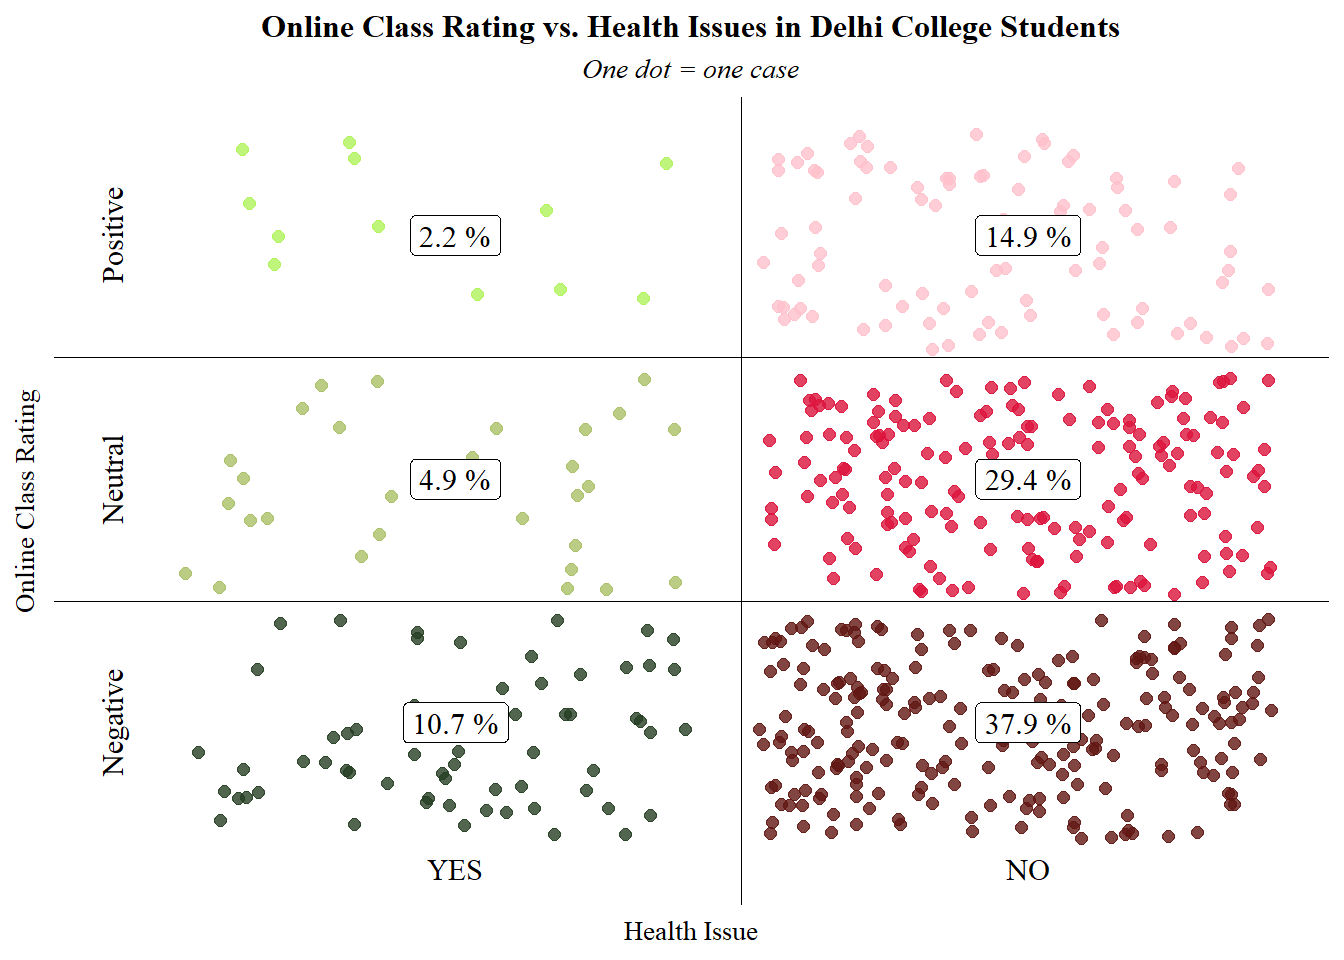 Online Class Rating vs. Health Issues in Delhi College Students
One dot = one case
Positive
2.2 %
14.9 %
Online Class Rating
Neutral
4.9 %
29.4 %
Negative
10.7 %
37.9 %
YES
NO
Health Issue